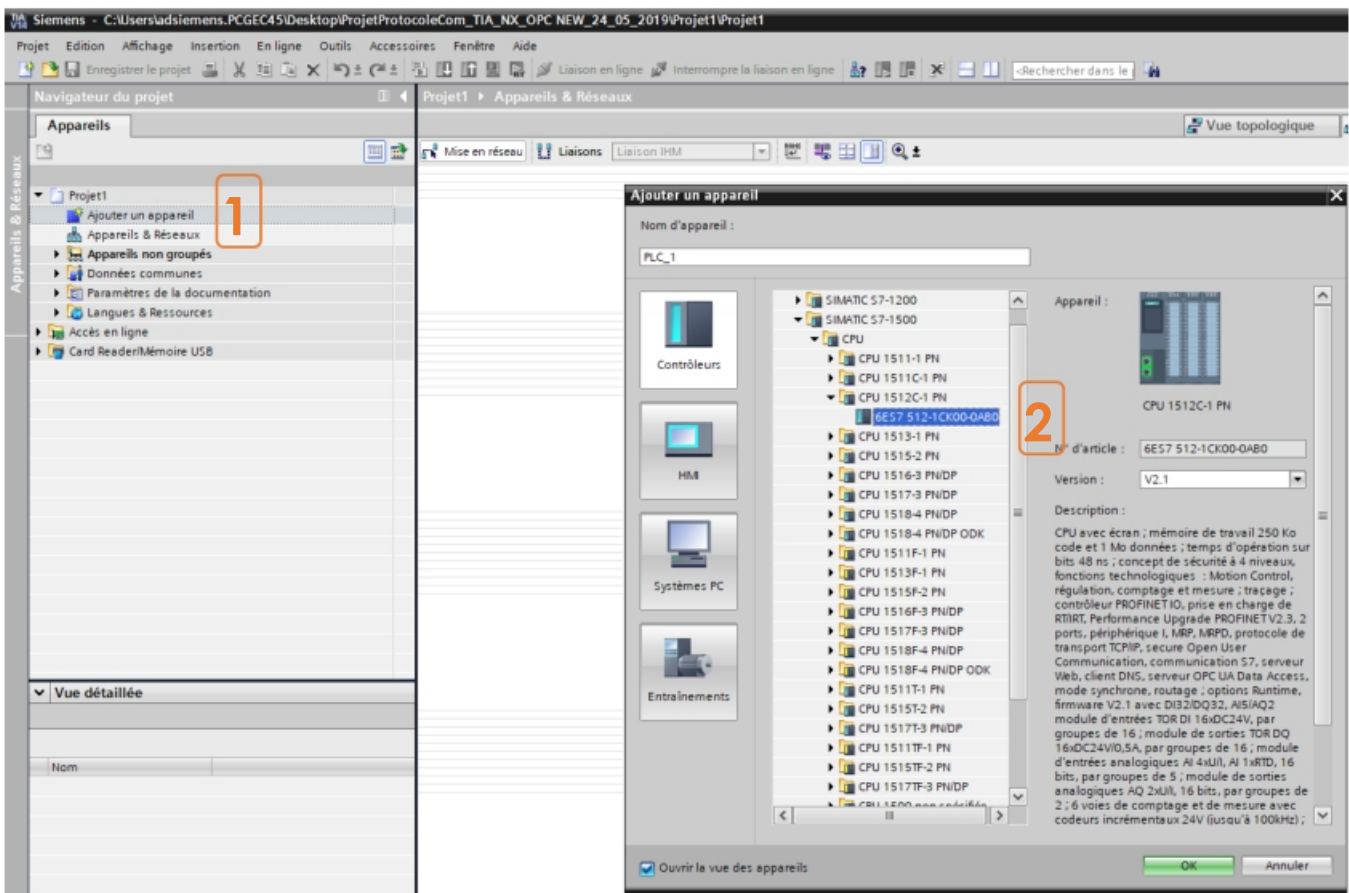 Siemens - C:\Users\adsiemens.PCGEC45\Desktop\ProjetProtocoleCom_TIA_NX_OPC NEW_24_05_2019\Projet1\Projet1
Projet Edition Affichage Insertion En ligne Outils Accessoires Fenêtre Aide
Enregistrer le projet Liaison en ligne Interrompre la liaison en ligne <Rechercher dans le
Navigateur du projet
Projet1 Appareils & Réseaux
Appareils
Vue topologique
Mise en réseau Liaisons Liaison IHM
Appareils & Réseaux
Projet1
Ajouter un appareil
Appareils & Réseaux
Appareils non groupés
Données communes
Paramètres de la documentation
Langues & Ressources
Accès en ligne
Card Reader/Mémoire USB
1
Vue détaillée
Nom
Ajouter un appareil
Nom d'appareil :
PLC_1
Contrôleurs
HMI
Systèmes PC
Entraînements
SIMATIC S7-1200
SIMATIC S7-1500
CPU
CPU 1511-1 PN
CPU 1511C-1 PN
CPU 1512C-1 PN
6ES7 512-1CK00-0AB0
CPU 1513-1 PN
CPU 1515-2 PN
CPU 1516-3 PN/DP
CPU 1517-3 PN/DP
CPU 1518-4 PN/DP
CPU 1518-4 PN/DP ODK
CPU 1511F-1 PN
CPU 1513F-1 PN
CPU 1515F-2 PN
CPU 1516F-3 PN/DP
CPU 1517F-3 PN/DP
CPU 1518F-4 PN/DP
CPU 1518F-4 PN/DP ODK
CPU 1511T-1 PN
CPU 1515T-2 PN
CPU 1517T-3 PN/DP
CPU 1511TF-1 PN
CPU 1515TF-2 PN
CPU 1517TF-3 PN/DP
CPU 1500 non spécifiée
2
Appareil :
CPU 1512C-1 PN
N° d'article : 6ES7 512-1CK00-0AB0
Version : V2.1
Description :
CPU avec écran ; mémoire de travail 250 Ko
code et 1 Mo données ; temps d'opération sur
bits 48 ns ; concept de sécurité à 4 niveaux,
fonctions technologiques : Motion Control,
régulation, comptage et mesure ; traçage ;
contrôleur PROFINET IO, prise en charge de
RT/IRT, Performance Upgrade PROFINET V2.3, 2
ports, périphérique I, MRP, MRPD, protocole de
transport TCP/IP, secure Open User
Communication, communication S7, serveur
Web, client DNS, serveur OPC UA Data Access,
mode synchrone, routage ; options Runtime,
firmware V2.1 avec DI32/DQ32, AI5/AQ2
module d'entrées TOR DI 16xDC24V, par
groupes de 16 ; module de sorties TOR DQ
16xDC24V/0,5A, par groupes de 16 ; module
d'entrées analogiques AI 4xU/I, AI 1xRTD, 16
bits, par groupes de 5 ; module de sorties
analogiques AQ 2xU/I, 16 bits, par groupes de
2 ; 6 voies de comptage et de mesure avec
codeurs incrémentaux 24V (jusqu'à 100kHz) ;
Ouvrir la vue des appareils
OK Annuler